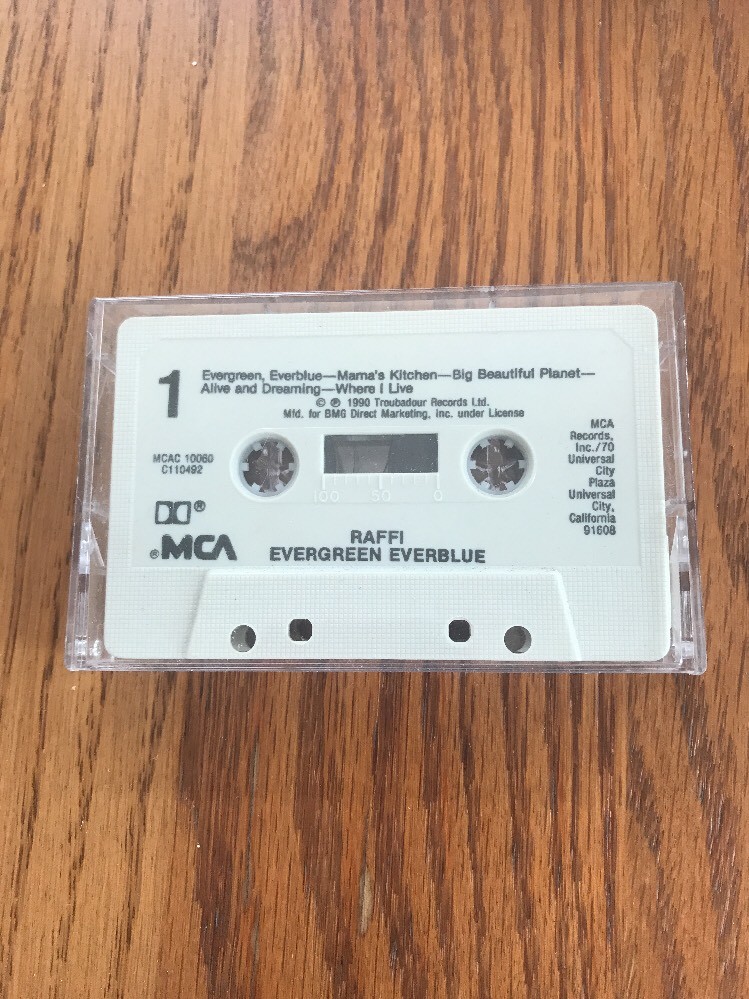 1
Evergreen, Everblue—Mama's Kitchen—Big Beautiful Planet—
Alive and Dreaming—Where I Live
© ℗ 1990 Troubadour Records Ltd.
Mfd. for BMG Direct Marketing, Inc. under License
MCAC 10060
C110492
100 50 0
MCA
Records,
Inc./70
Universal
City
Plaza
Universal
City,
California
91608
®
®MCA
RAFFI
EVERGREEN EVERBLUE